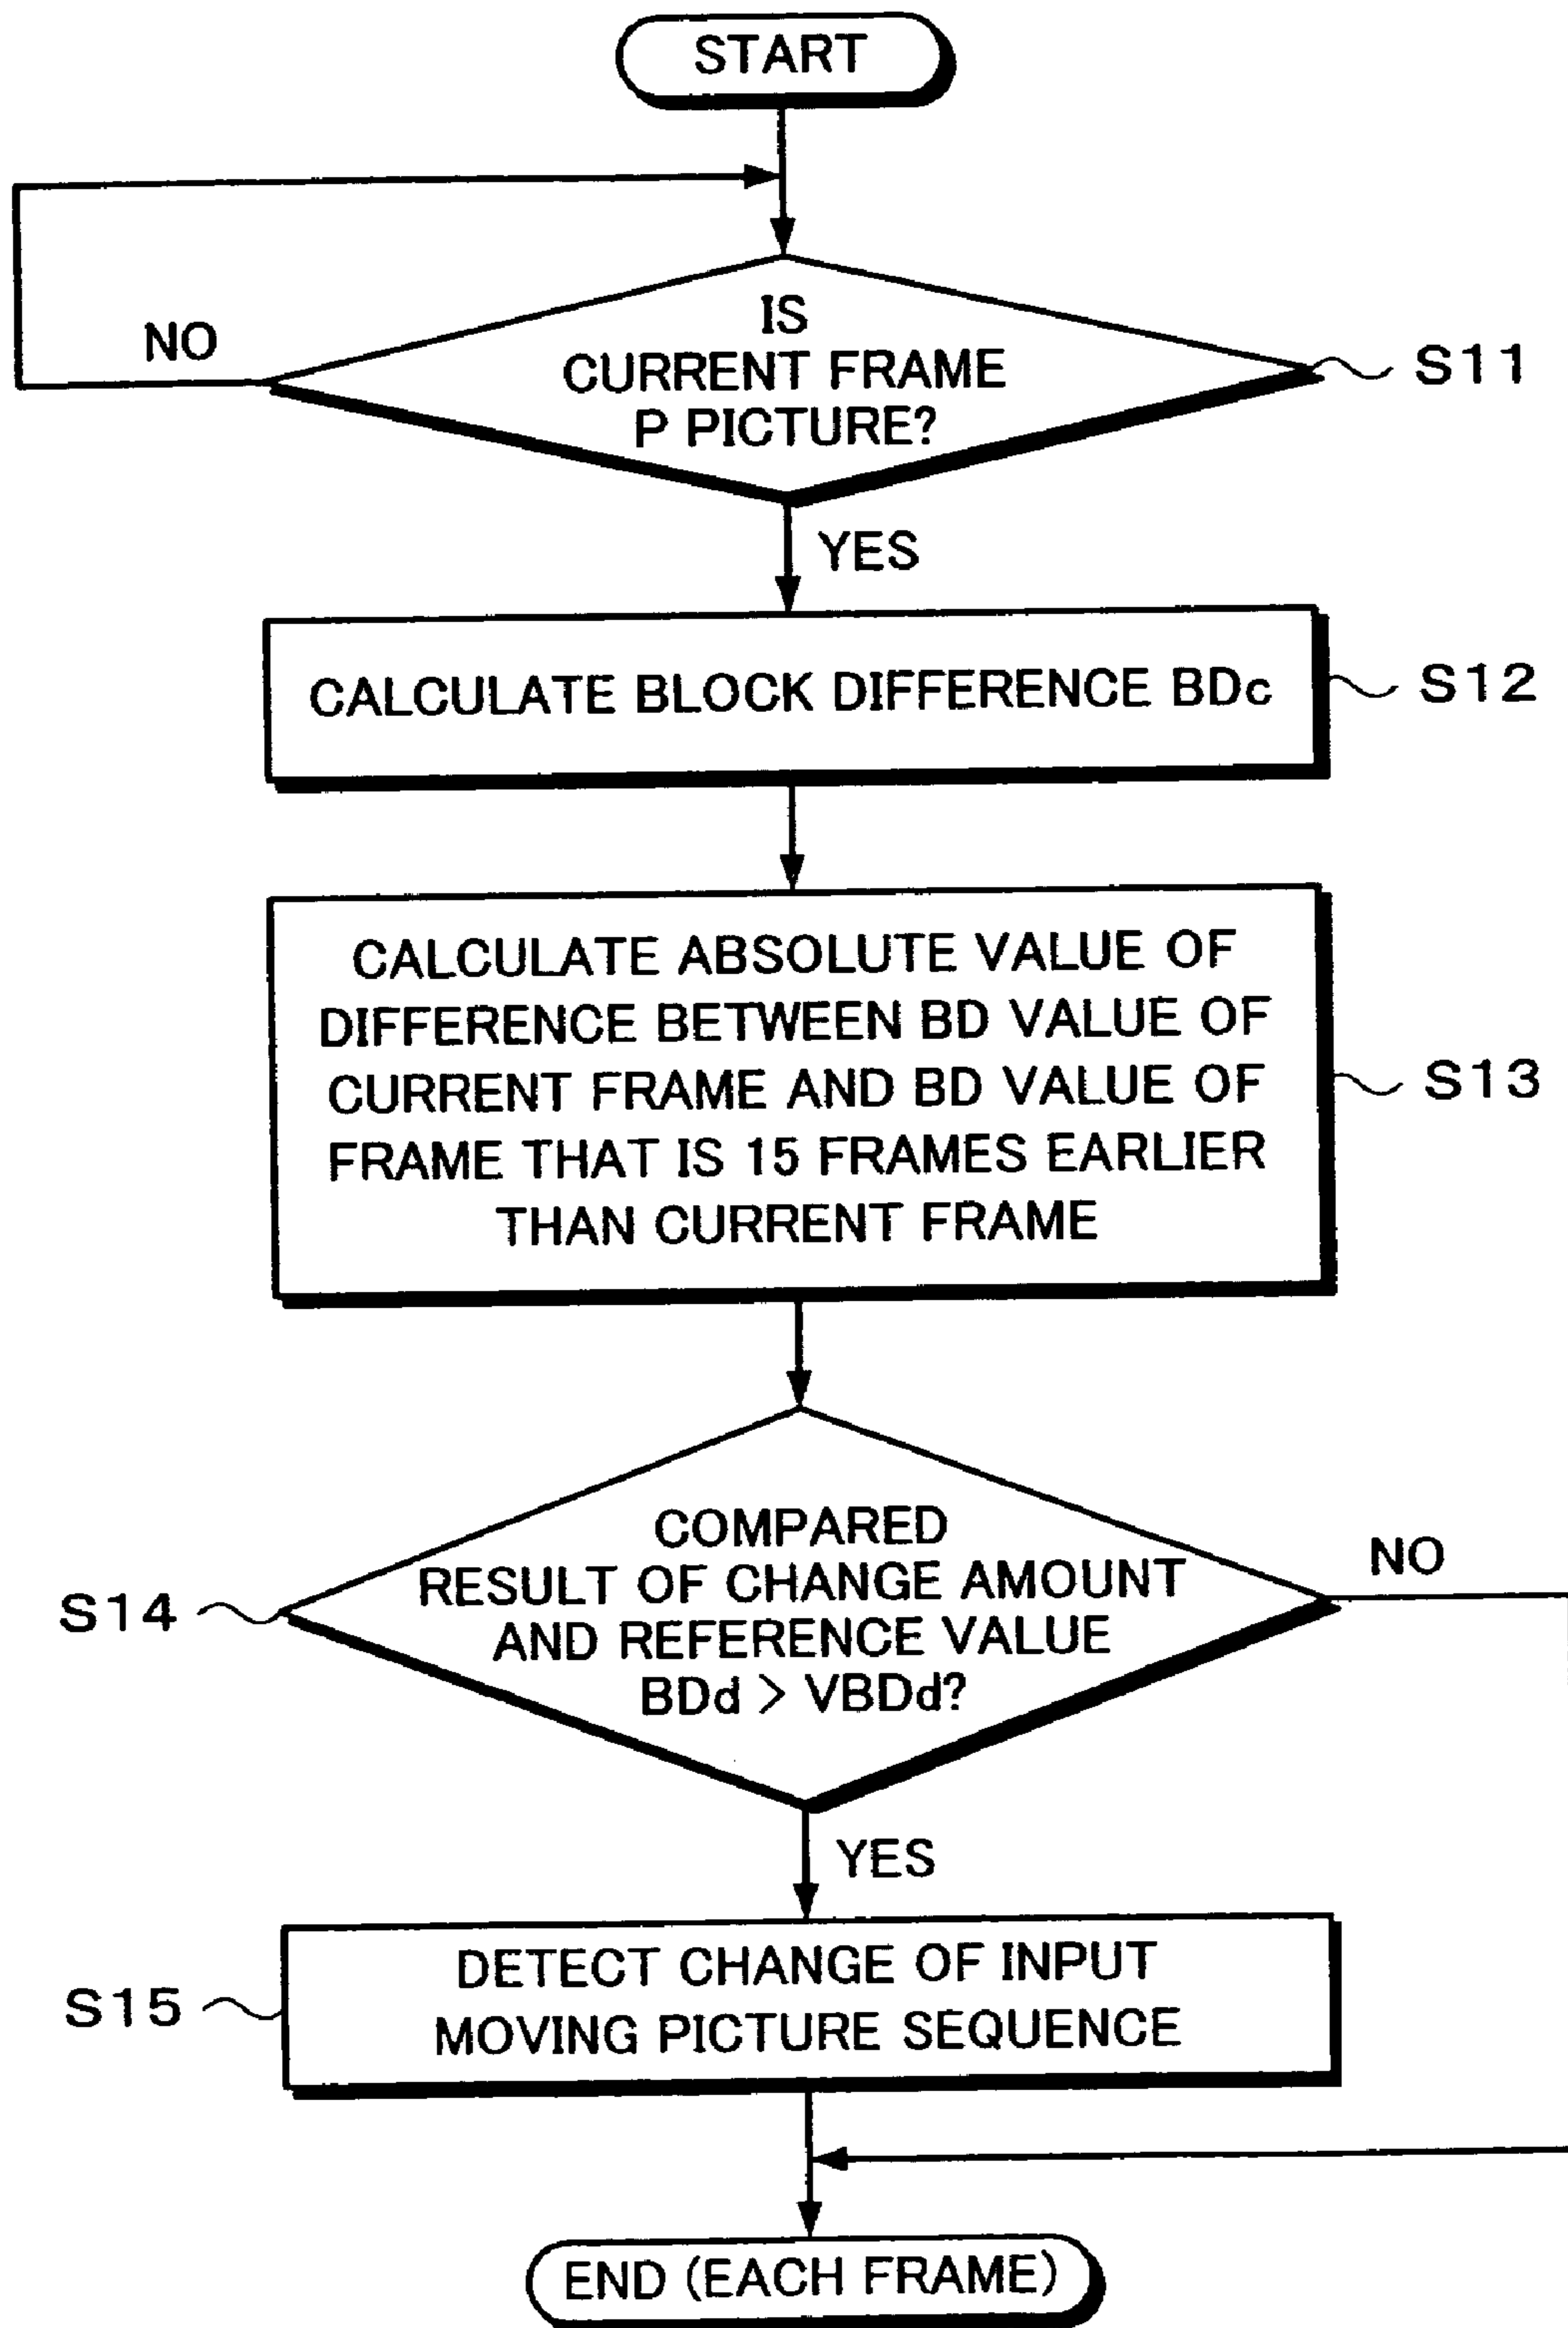 START
IS
CURRENT FRAME
P PICTURE?
NO
S11
YES
CALCULATE BLOCK DIFFERENCE BDc
S12
CALCULATE ABSOLUTE VALUE OF
DIFFERENCE BETWEEN BD VALUE OF
CURRENT FRAME AND BD VALUE OF
FRAME THAT IS 15 FRAMES EARLIER
THAN CURRENT FRAME
S13
COMPARED
RESULT OF CHANGE AMOUNT
AND REFERENCE VALUE
BDd > VBDd?
NO
S14
YES
DETECT CHANGE OF INPUT
MOVING PICTURE SEQUENCE
S15
END (EACH FRAME)